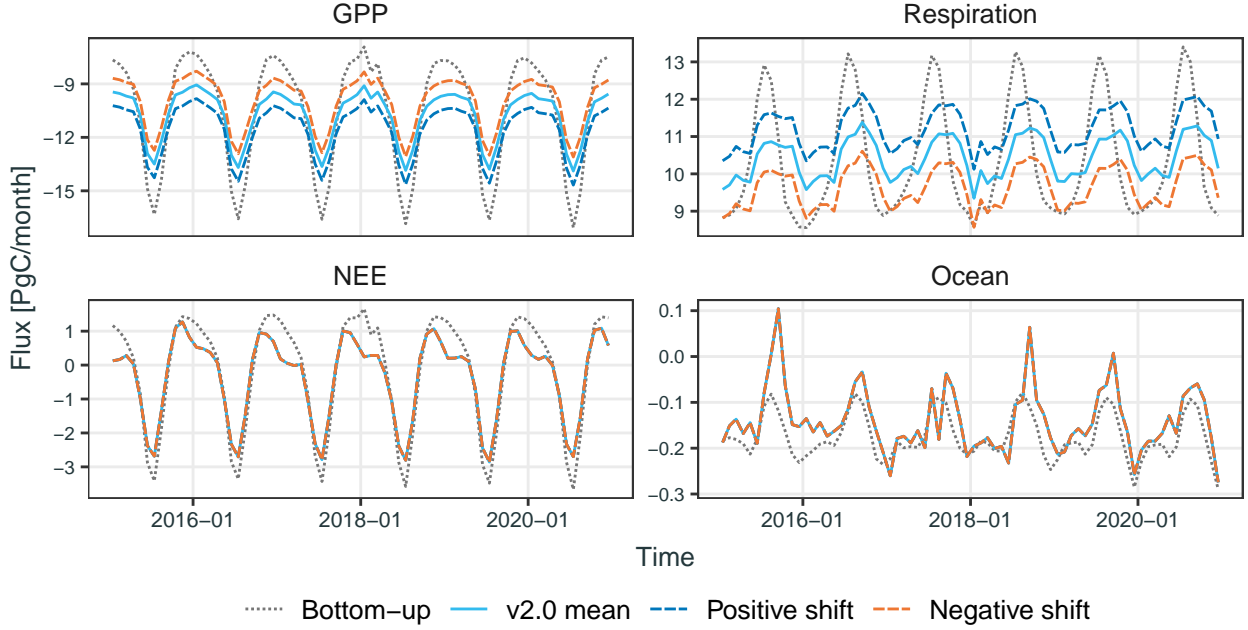 GPP
Respiration
−9
−12
−15
13
12
11
10
9
Flux [PgC/month]
NEE
Ocean
1
0
−1
−2
−3
0.1
0.0
−0.1
−0.2
−0.3
2016−01
2018−01
2020−01
2016−01
2018−01
2020−01
Time
Bottom−up
v2.0 mean
Positive shift
Negative shift